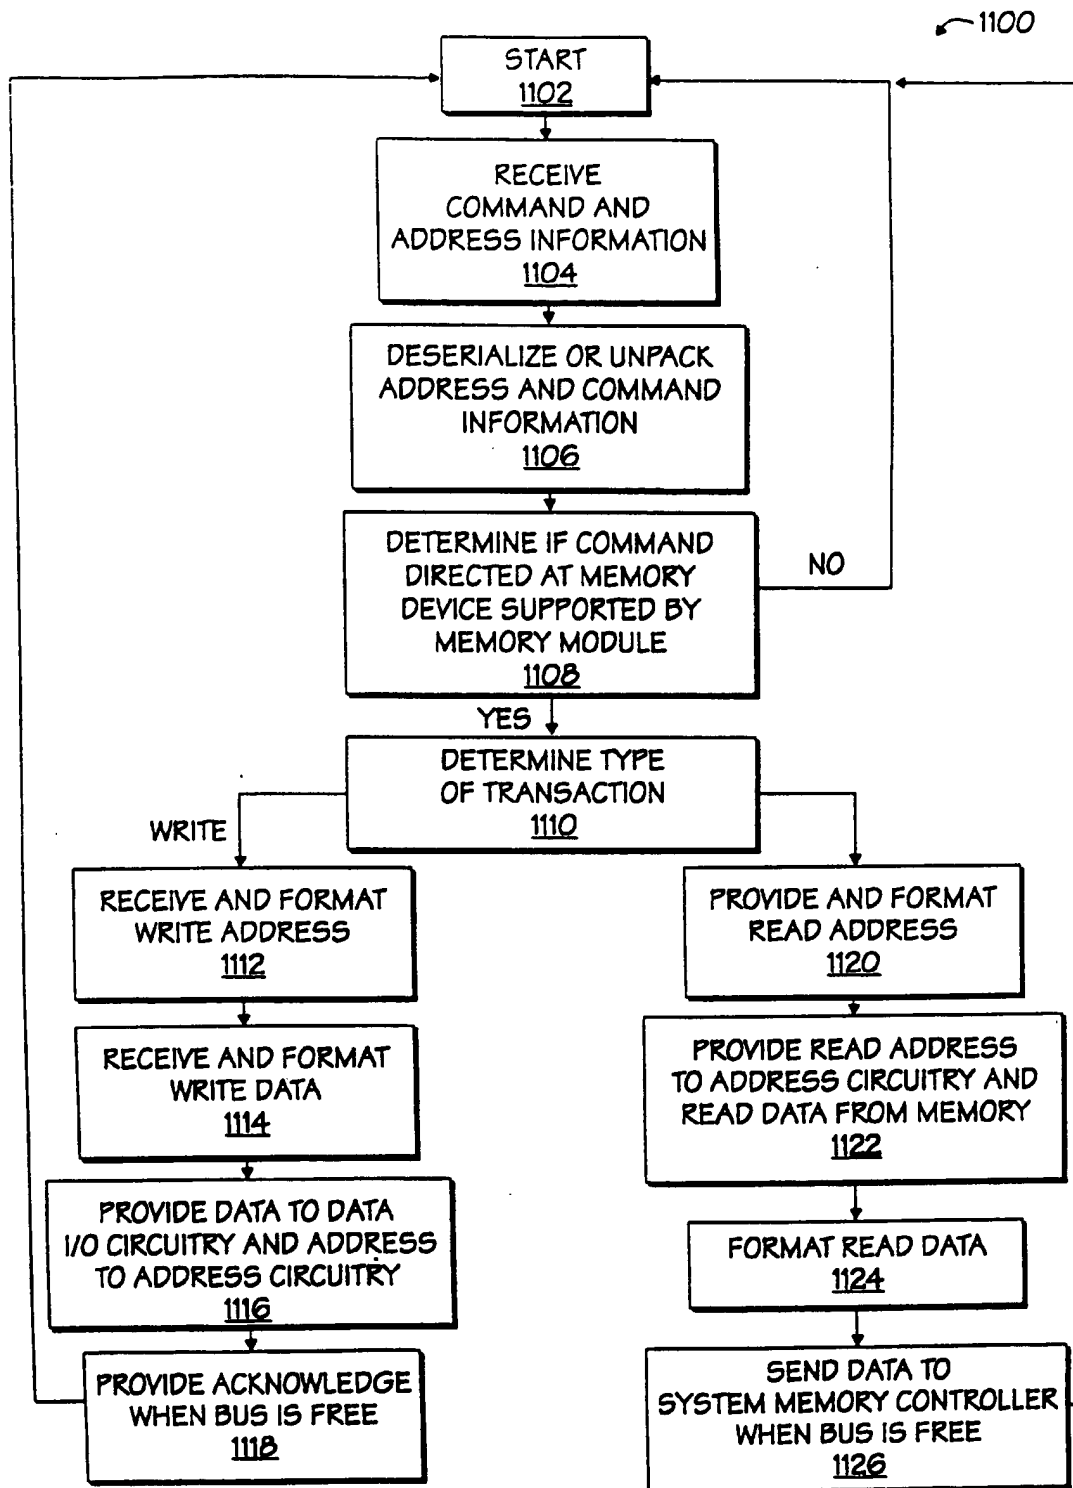 1100
START
1102
RECEIVE
COMMAND AND
ADDRESS INFORMATION
1104
DESERIALIZE OR UNPACK
ADDRESS AND COMMAND
INFORMATION
1106
DETERMINE IF COMMAND
DIRECTED AT MEMORY
DEVICE SUPPORTED BY
MEMORY MODULE
1108
NO
YES
DETERMINE TYPE
OF TRANSACTION
1110
WRITE
RECEIVE AND FORMAT
WRITE ADDRESS
1112
RECEIVE AND FORMAT
WRITE DATA
1114
PROVIDE DATA TO DATA
I/O CIRCUITRY AND ADDRESS
TO ADDRESS CIRCUITRY
1116
PROVIDE ACKNOWLEDGE
WHEN BUS IS FREE
1118
PROVIDE AND FORMAT
READ ADDRESS
1120
PROVIDE READ ADDRESS
TO ADDRESS CIRCUITRY AND
READ DATA FROM MEMORY
1122
FORMAT READ DATA
1124
SEND DATA TO
SYSTEM MEMORY CONTROLLER
WHEN BUS IS FREE
1126